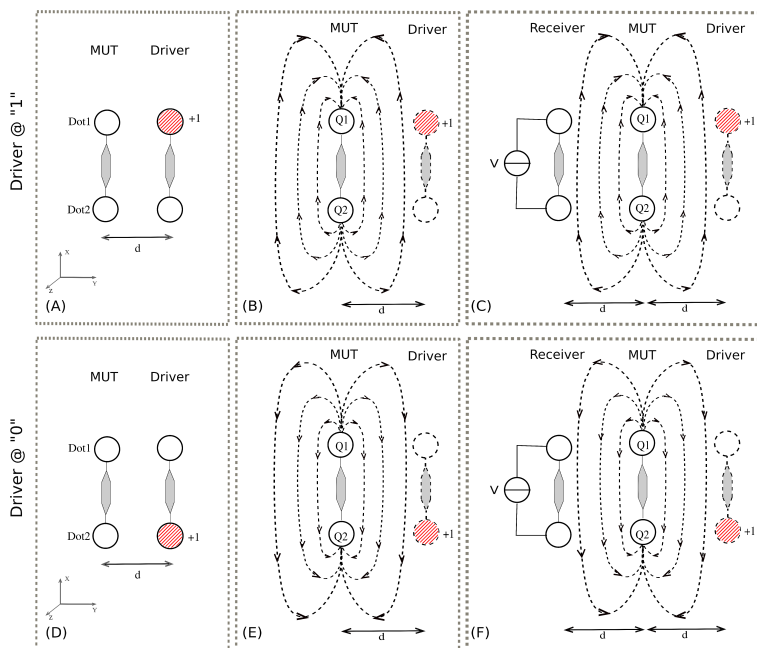 Driver @ "1"
MUT Driver
Dot1
+1
Dot2
d
X
Y
Z
(A)
MUT Driver
Q1
+1
Q2
d
(B)
Receiver MUT Driver
Q1
+1
V
Q2
d d
(C)
Driver @ "0"
MUT Driver
Dot1
Dot2
+1
d
X
Y
Z
(D)
MUT Driver
Q1
Q2
+1
d
(E)
Receiver MUT Driver
Q1
V
Q2
+1
d d
(F)